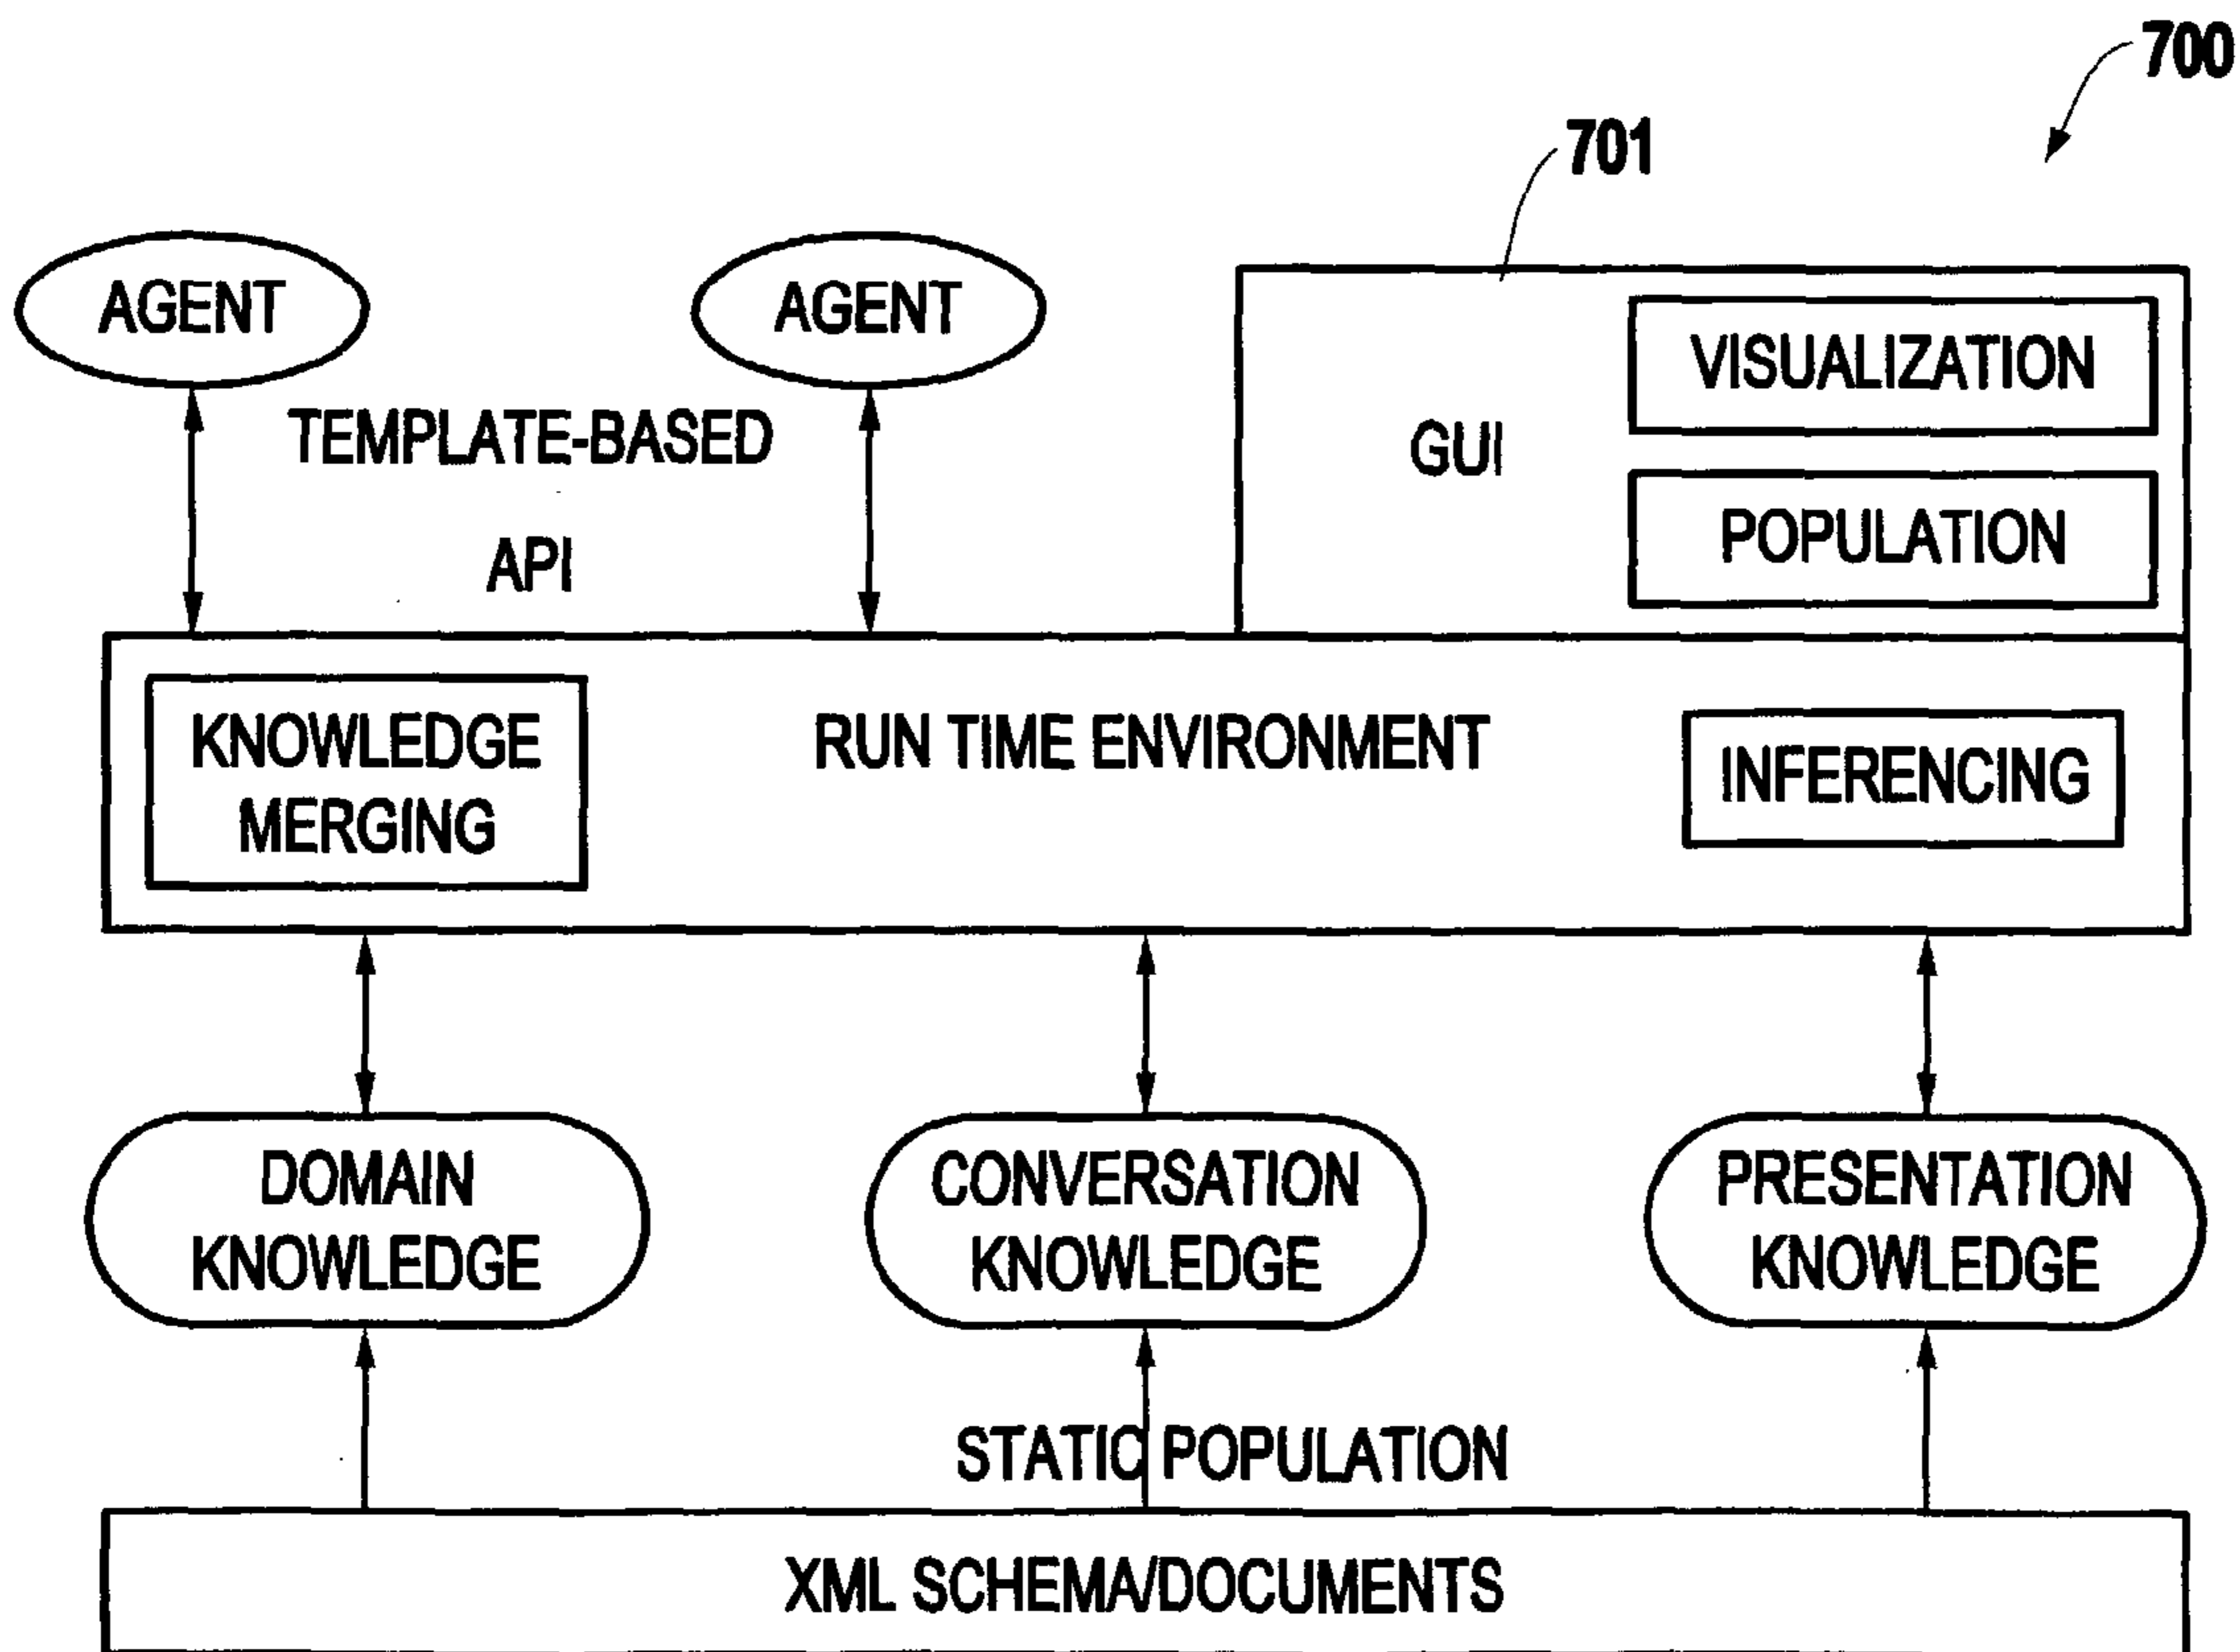 700
701
AGENT
AGENT
VISUALIZATION
TEMPLATE-BASED
GUI
API
POPULATION
KNOWLEDGE
MERGING
RUN TIME ENVIRONMENT
INFERENCING
DOMAIN
KNOWLEDGE
CONVERSATION
KNOWLEDGE
PRESENTATION
KNOWLEDGE
STATIC POPULATION
XML SCHEMA/DOCUMENTS